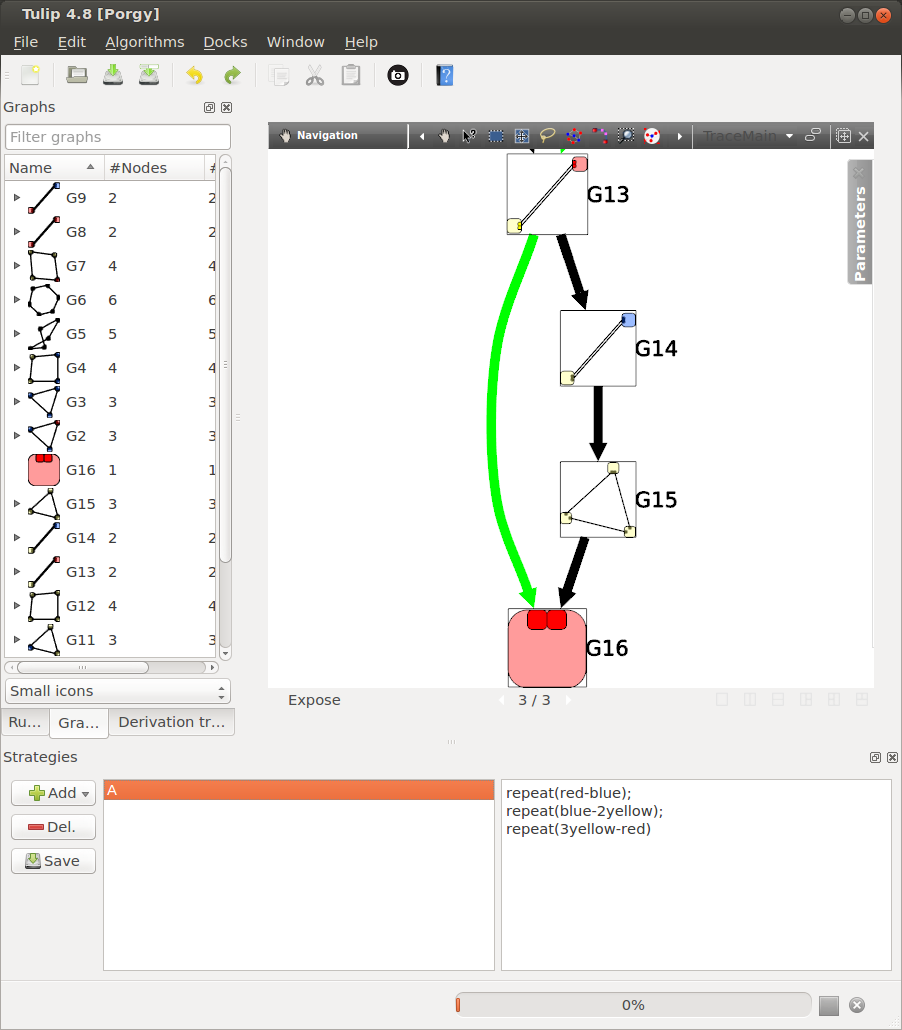 Tulip 4.8 [Porgy]
File Edit Algorithms Docks Window Help
Graphs
Filter graphs
Name #Nodes #
G9 2 2
G8 2 2
G7 4 4
G6 6 6
G5 5 5
G4 4 4
G3 3 3
G2 3 3
G16 1 1
G15 3 3
G14 2 2
G13 2 2
G12 4 4
G11 3 3
Small icons
Ru... Gra... Derivation tr...
Navigation
TraceMain
Parameters
G13
G14
G15
G16
Expose 3 / 3
Strategies
Add
Del.
Save
A
repeat(red-blue);
repeat(blue-2yellow);
repeat(3yellow-red)
0%